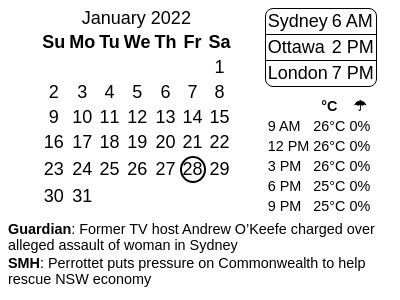 January 2022
Su Mo Tu We Th Fr Sa
1
2 3 4 5 6 7 8
9 10 11 12 13 14 15
16 17 18 19 20 21 22
23 24 25 26 27 28 29
30 31
Sydney 6 AM
Ottawa 2 PM
London 7 PM
°C ☂
9 AM 26°C 0%
12 PM 26°C 0%
3 PM 26°C 0%
6 PM 25°C 0%
9 PM 25°C 0%
Guardian: Former TV host Andrew O’Keefe charged over
alleged assault of woman in Sydney
SMH: Perrottet puts pressure on Commonwealth to help
rescue NSW economy